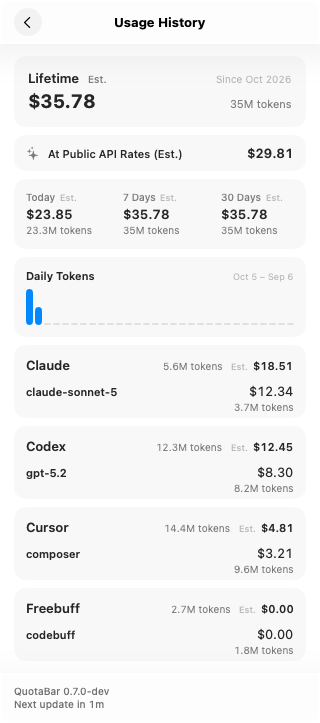 Usage History
Lifetime Est. Since Oct 2026
$35.78 35M tokens
At Public API Rates (Est.) $29.81
Today Est. 7 Days Est. 30 Days Est.
$23.85 $35.78 $35.78
23.3M tokens 35M tokens 35M tokens
Daily Tokens Oct 5 – Sep 6
Claude 5.6M tokens Est. $18.51
claude-sonnet-5 $12.34
3.7M tokens
Codex 12.3M tokens Est. $12.45
gpt-5.2 $8.30
8.2M tokens
Cursor 14.4M tokens Est. $4.81
composer $3.21
9.6M tokens
Freebuff 2.7M tokens Est. $0.00
codebuff $0.00
1.8M tokens
QuotaBar 0.7.0-dev
Next update in 1m